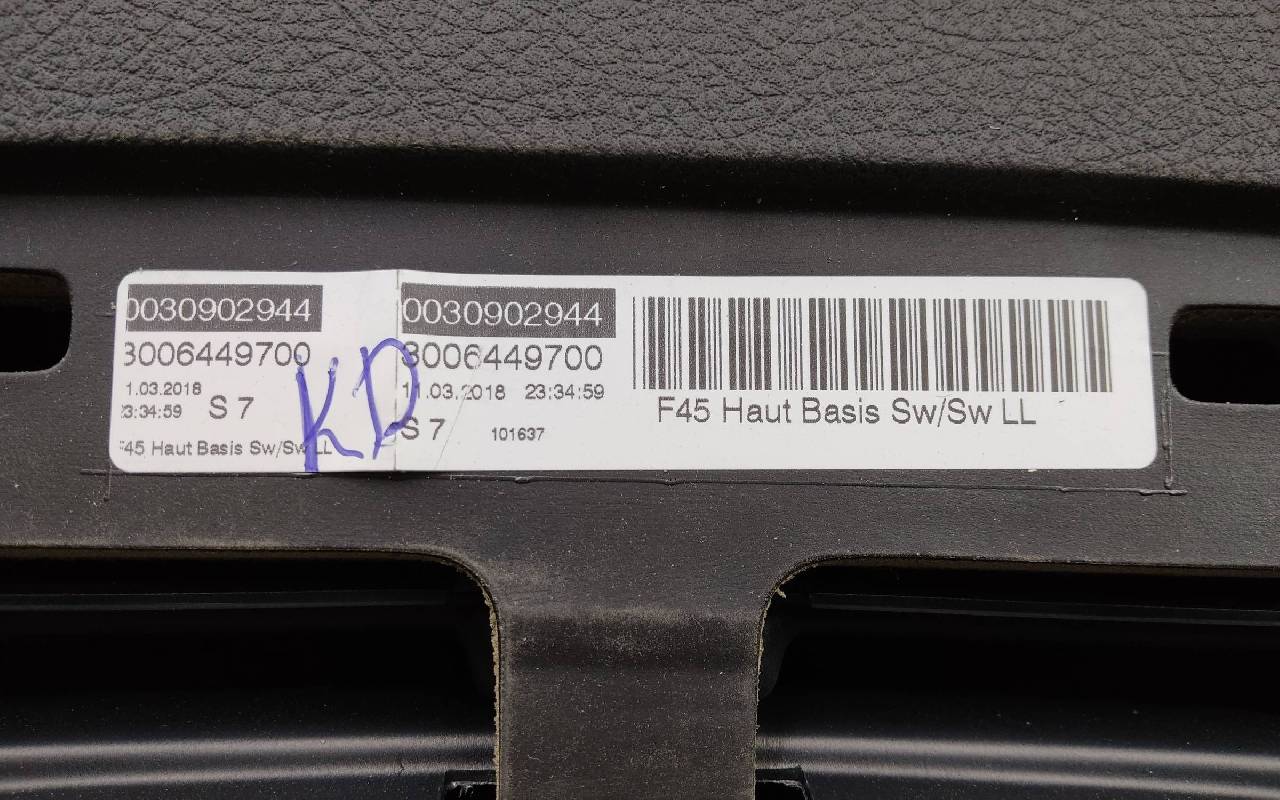 0030902944
3006449700
1.03.2018
23:34:59 S 7
F45 Haut Basis Sw/Sw LL
KD
0030902944
3006449700
11.03.2018 23:34:59
S 7 101637
F45 Haut Basis Sw/Sw LL